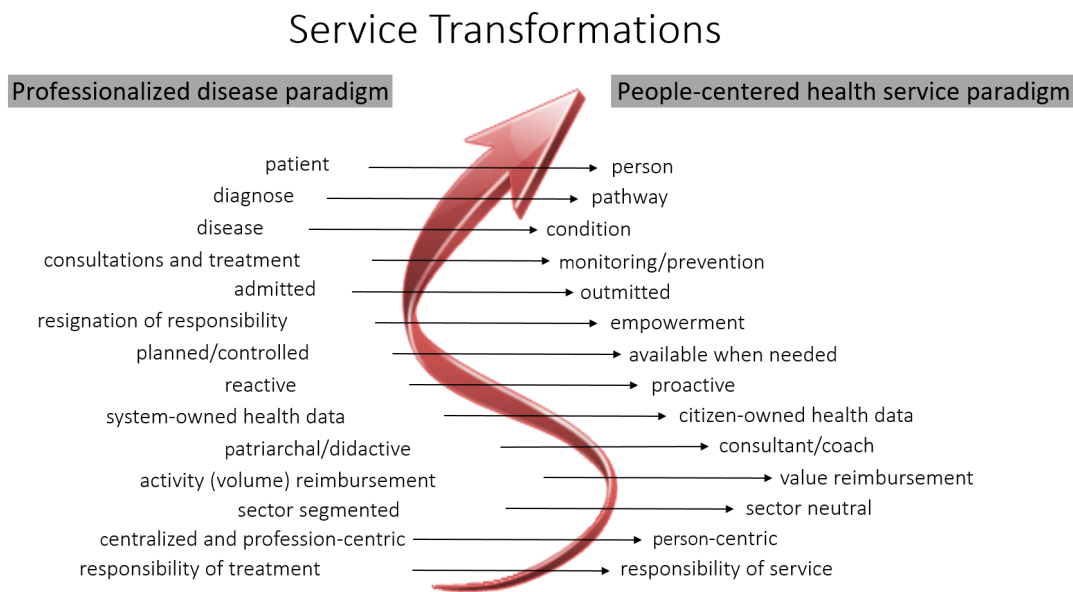 Service Transformations
Professionalized disease paradigm
People-centered health service paradigm
patient person
diagnose pathway
disease condition
consultations and treatment monitoring/prevention
admitted outmitted
resignation of responsibility empowerment
planned/controlled available when needed
reactive proactive
system-owned health data citizen-owned health data
patriarchal/didactive consultant/coach
activity (volume) reimbursement value reimbursement
sector segmented sector neutral
centralized and profession-centric person-centric
responsibility of treatment responsibility of service